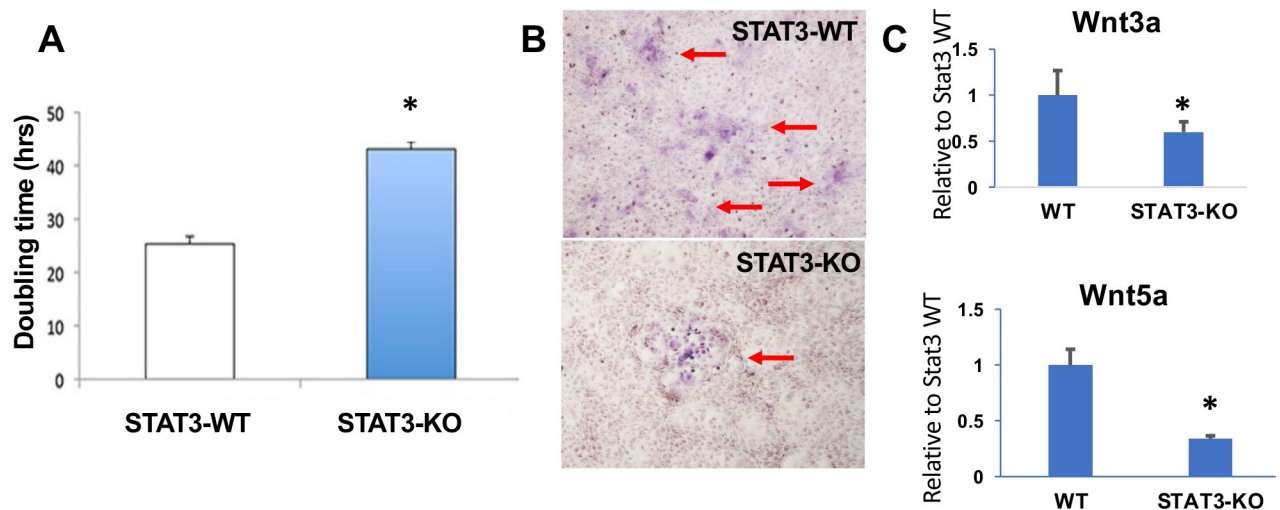 A
Doubling time (hrs)
50
40
30
20
10
0
*
STAT3-WT
STAT3-KO
B
STAT3-WT
STAT3-KO
C
Wnt3a
Relative to Stat3 WT
1.5
1
0.5
0
*
WT
STAT3-KO
Wnt5a
Relative to Stat3 WT
1.5
1
0.5
0
*
WT
STAT3-KO